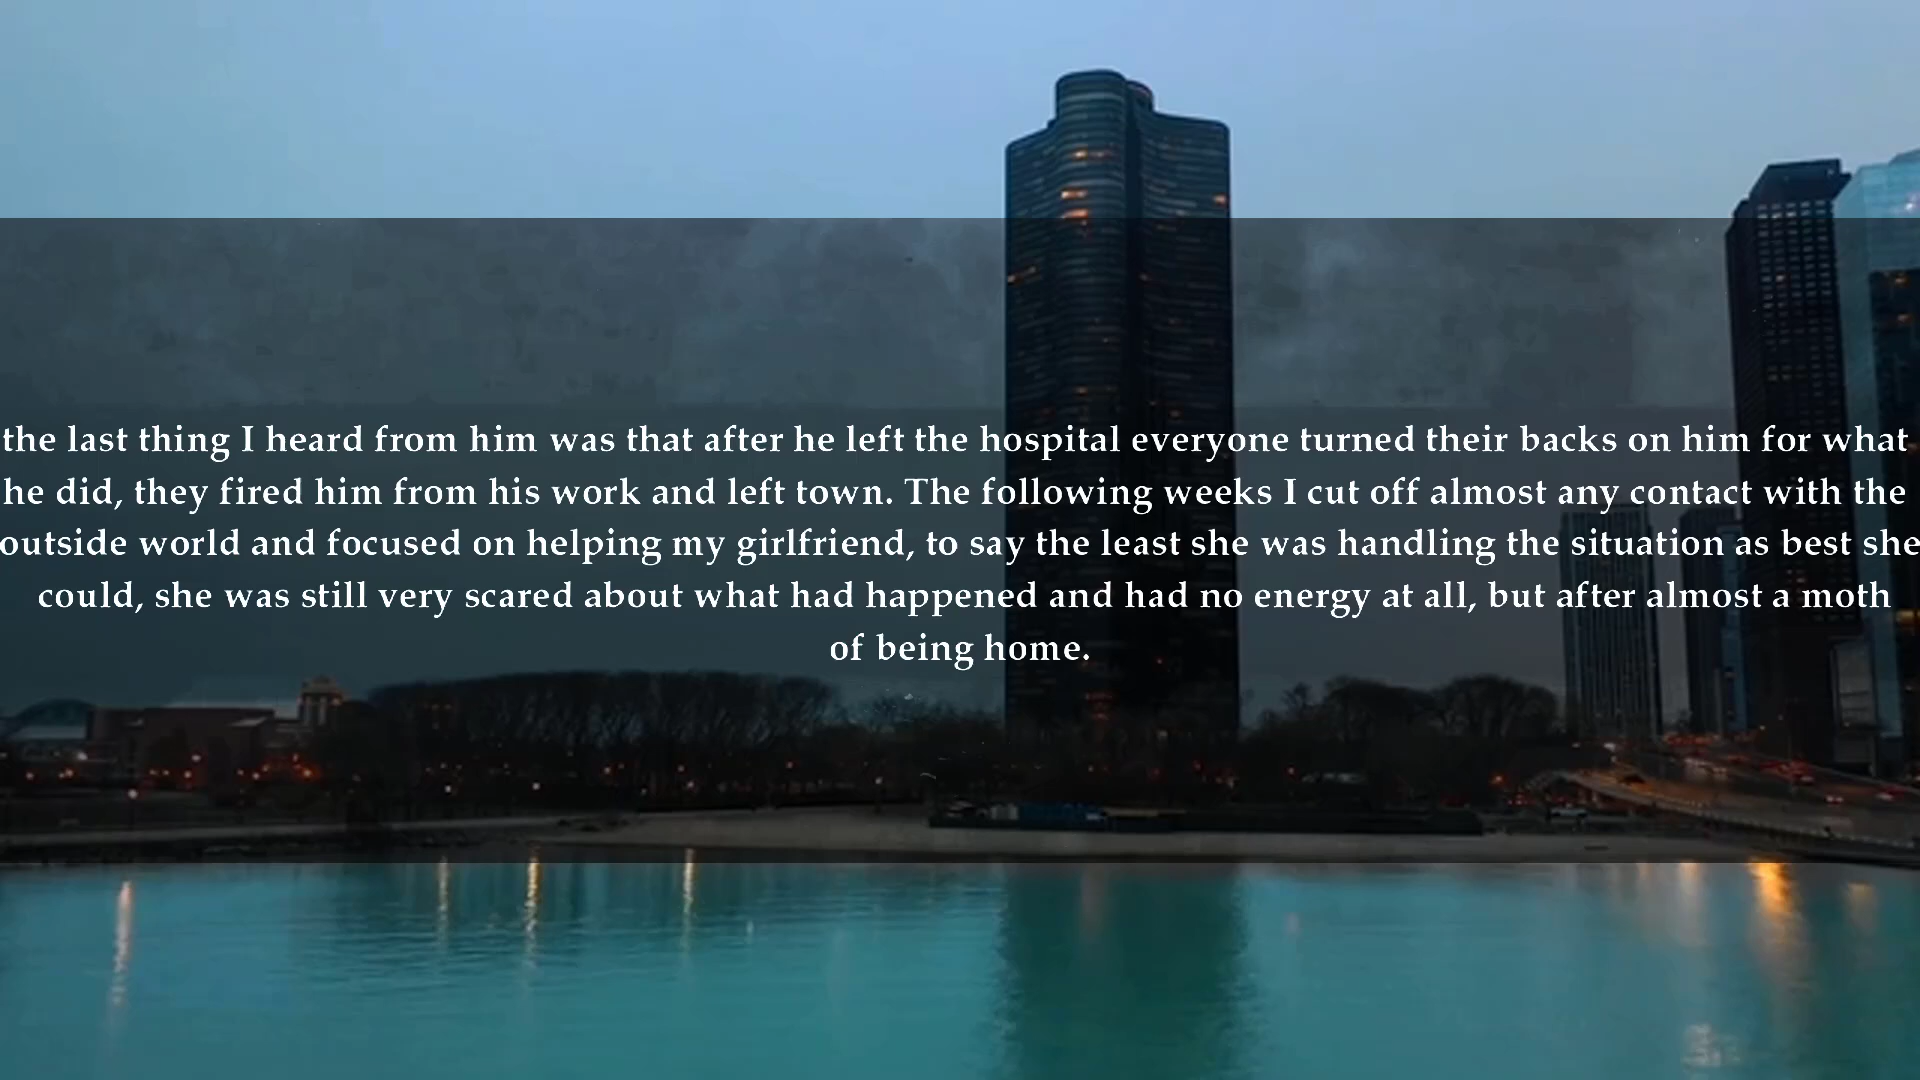 the last thing I heard from him was that after he left the hospital everyone turned their backs on him for what
he did, they fired him from his work and left town. The following weeks I cut off almost any contact with the
outside world and focused on helping my girlfriend, to say the least she was handling the situation as best she
could, she was still very scared about what had happened and had no energy at all, but after almost a moth
of being home.